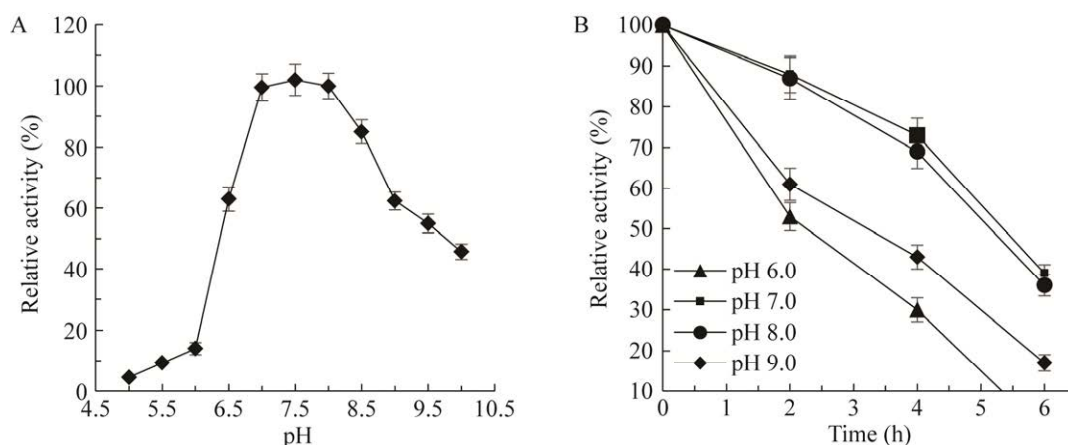 A
Relative activity (%)
120
100
80
60
40
20
0
4.5 5.5 6.5 7.5 8.5 9.5 10.5
pH
B
Relative activity (%)
100
90
80
70
60
50
40
30
20
10
pH 6.0
pH 7.0
pH 8.0
pH 9.0
0 1 2 3 4 5 6
Time (h)